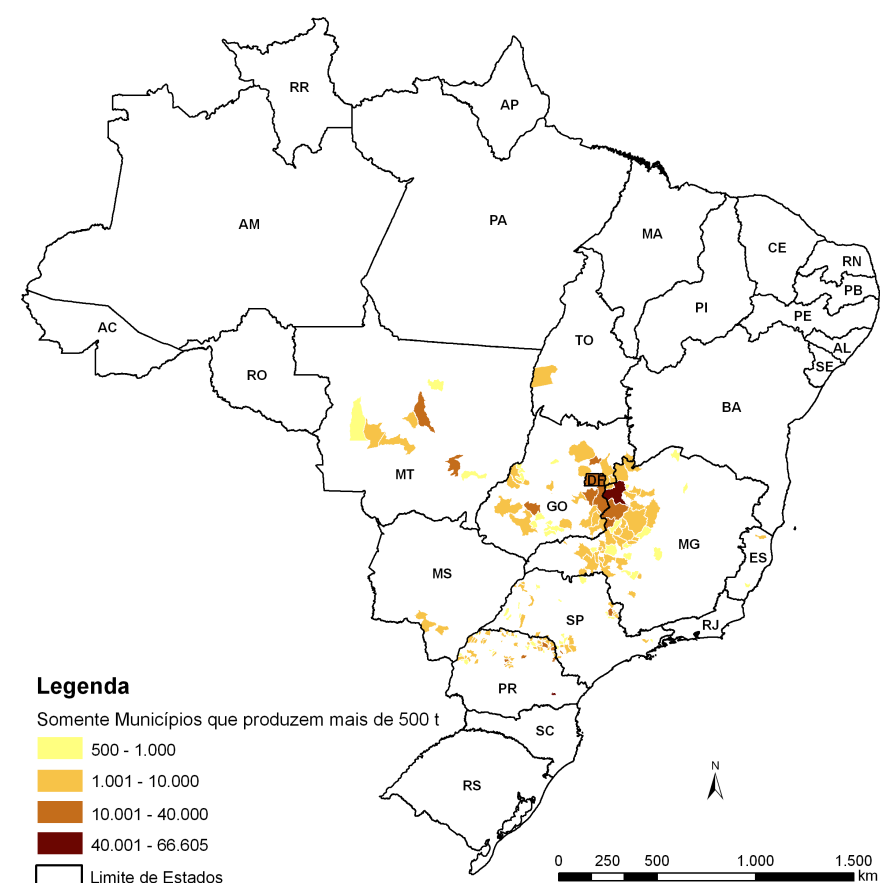 RR
AP
AM
PA
MA
CE
RN
PB
PI
PE
AC
TO
AL
SE
RO
BA
MT
DF
GO
MG
ES
MS
SP
RJ
PR
SC
RS
Legenda
Somente Municípios que produzem mais de 500 t
500 - 1.000
1.001 - 10.000
10.001 - 40.000
40.001 - 66.605
Limite de Estados
N
0 250 500 1.000 1.500
km